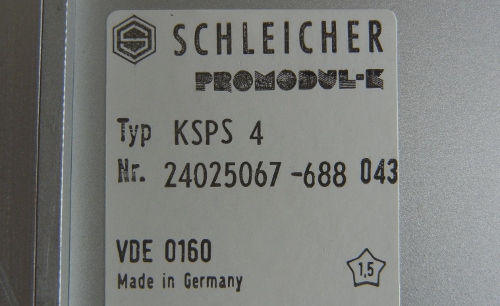 SCHLEICHER
PROMODUL-K
Typ KSPS 4
Nr. 24025067-688 043
VDE 0160
Made in Germany
1,5